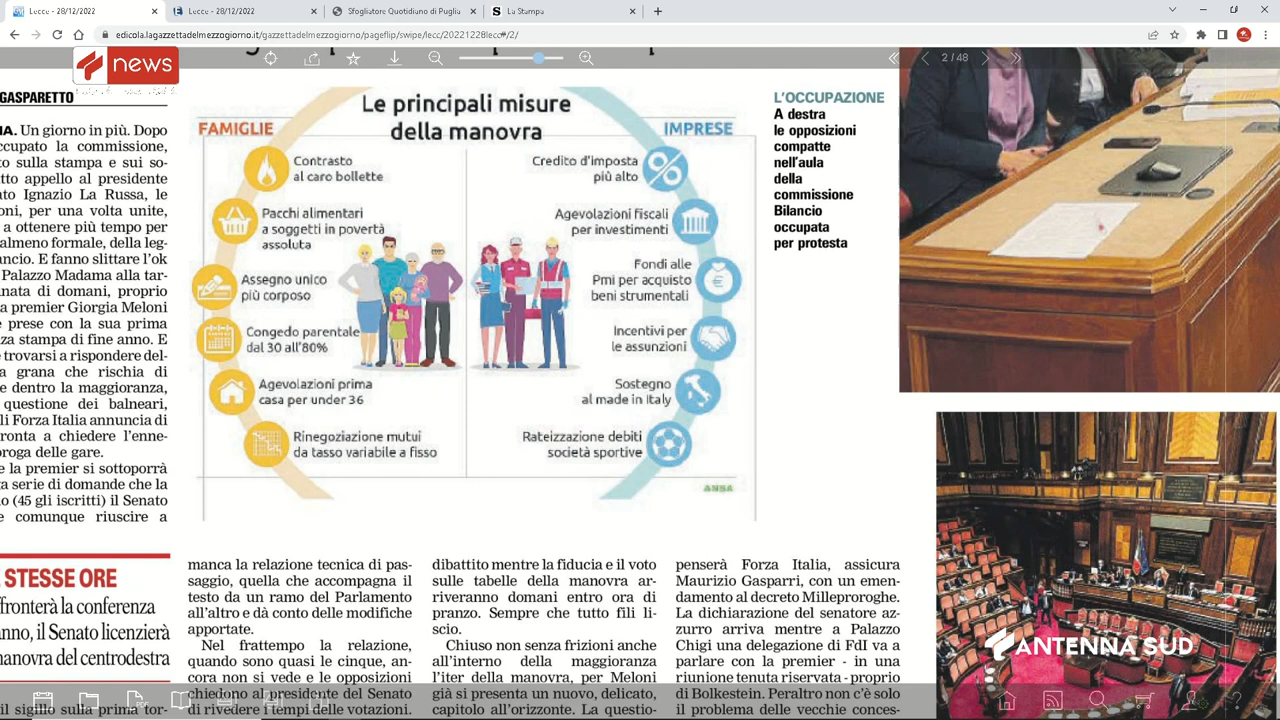 Lecce - 28/12/2022
Lecce - 28/12/2022
Sfogliatore Quotidiano di Puglia
La Stampa
edicola.lagazzettadelmezzogiorno.it/gazzettadelmezzogiorno/pageflip/swipe/lecc/20221228lecc#/2/
news
2 / 48
GASPARETTO
IA. Un giorno in più. Dopo
ccupato la commissione,
to sulla stampa e sui so-
tto appello al presidente
to Ignazio La Russa, le
oni, per una volta unite,
a ottenere più tempo per
almeno formale, della leg-
ancio. E fanno slittare l'ok
Palazzo Madama alla tar-
nata di domani, proprio
a premier Giorgia Meloni
e prese con la sua prima
za stampa di fine anno. E
trovarsi a rispondere del-
a grana che rischia di
e dentro la maggioranza,
questione dei balneari,
li Forza Italia annuncia di
ronta a chiedere l'enne-
roga delle gare.
e la premier si sottoporrà
a serie di domande che la
o (45 gli iscritti) il Senato
e comunque riuscire a
STESSE ORE
ffronterà la conferenza
anno, il Senato licenzierà
manovra del centrodestra
il sigillo sulla prima tor-
Le principali misure
della manovra
FAMIGLIE
Contrasto
al caro bollette
Pacchi alimentari
a soggetti in povertà
assoluta
Assegno unico
più corposo
Congedo parentale
dal 30 all'80%
Agevolazioni prima
casa per under 36
Rinegoziazione mutui
da tasso variabile a fisso
IMPRESE
Credito d'imposta
più alto
Agevolazioni fiscali
per investimenti
Fondi alle
Pmi per acquisto
beni strumentali
Incentivi per
le assunzioni
Sostegno
al made in Italy
Rateizzazione debiti
società sportive
ANSA
L'OCCUPAZIONE
A destra
le opposizioni
compatte
nell'aula
della
commissione
Bilancio
occupata
per protesta
manca la relazione tecnica di pas-
saggio, quella che accompagna il
testo da un ramo del Parlamento
all'altro e dà conto delle modifiche
apportate.
Nel frattempo la relazione,
quando sono quasi le cinque, an-
cora non si vede e le opposizioni
chiedono al presidente del Senato
di rivedere i tempi delle votazioni.
dibattito mentre la fiducia e il voto
sulle tabelle della manovra ar-
riveranno domani entro ora di
pranzo. Sempre che tutto fili li-
scio.
Chiuso non senza frizioni anche
all'interno della maggioranza
l'iter della manovra, per Meloni
già si presenta un nuovo, delicato,
capitolo all'orizzonte. La questio-
penserà Forza Italia, assicura
Maurizio Gasparri, con un emen-
damento al decreto Milleproroghe.
La dichiarazione del senatore az-
zurro arriva mentre a Palazzo
Chigi una delegazione di FdI va a
parlare con la premier - in una
riunione tenuta riservata - proprio
di Bolkestein. Peraltro non c'è solo
il problema delle vecchie conces-
ANTENNA SUD